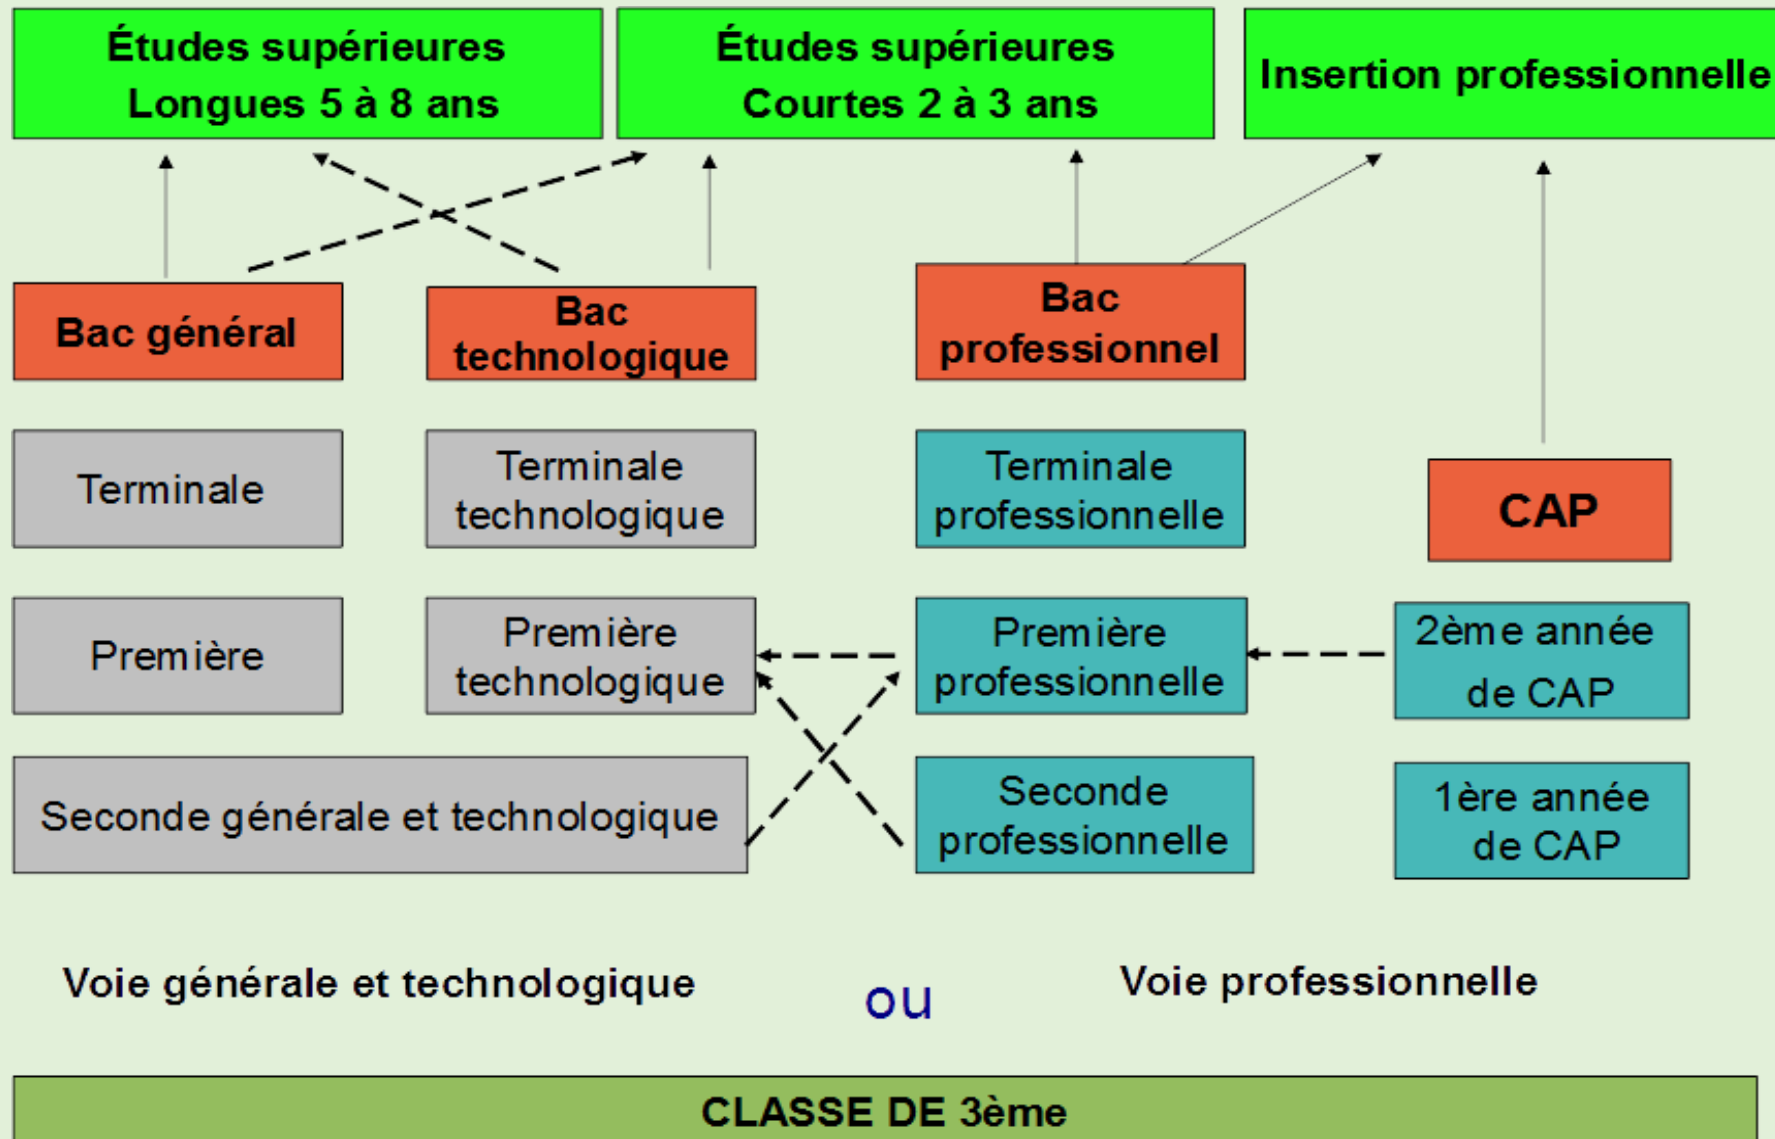 Études supérieures
Longues 5 à 8 ans
Études supérieures
Courtes 2 à 3 ans
Insertion professionnelle
Bac général
Bac
technologique
Bac
professionnel
Terminale
Terminale
technologique
Terminale
professionnelle
CAP
Première
Première
technologique
Première
professionnelle
2ème année
de CAP
Seconde générale et technologique
Seconde
professionnelle
1ère année
de CAP
Voie générale et technologique
ou
Voie professionnelle
CLASSE DE 3ème